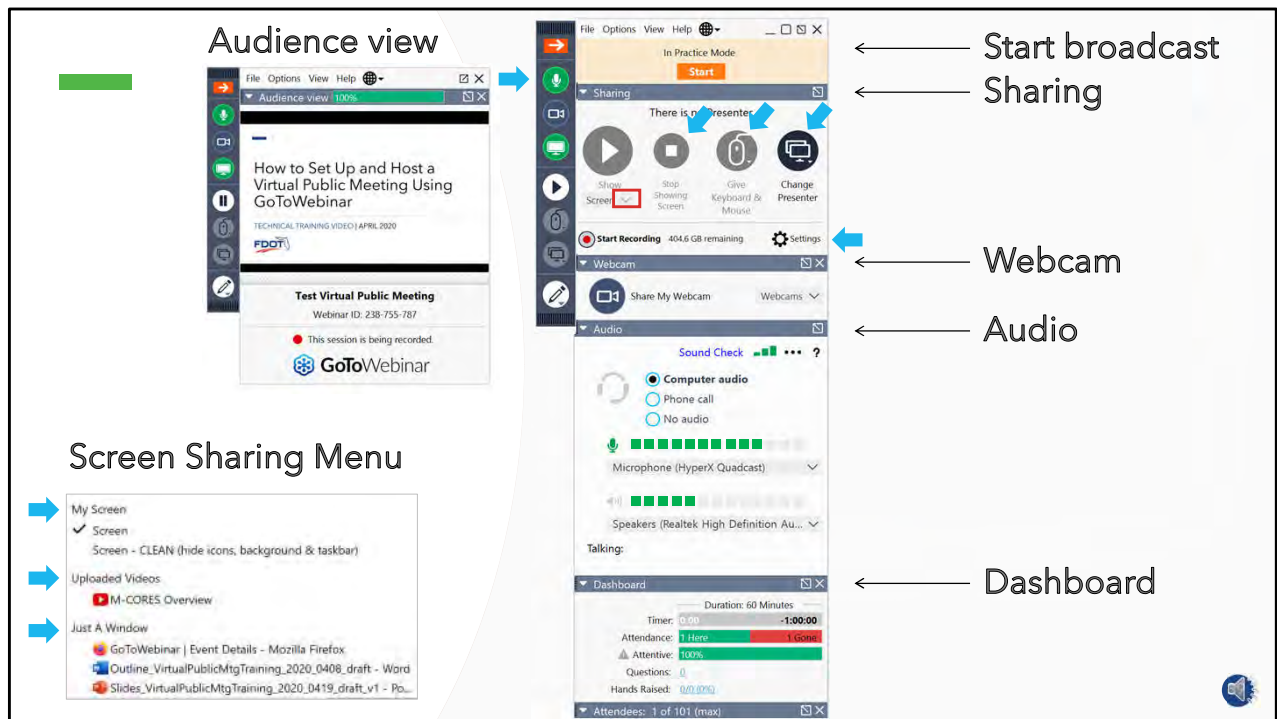 Audience view
File Options View Help
Audience view 100%
How to Set Up and Host a
Virtual Public Meeting Using
GoToWebinar
TECHNICAL TRAINING VIDEO | APRIL 2020
FDOT
Test Virtual Public Meeting
Webinar ID: 238-755-787
This session is being recorded.
GoToWebinar
Screen Sharing Menu
My Screen
Screen
Screen - CLEAN (hide icons, background & taskbar)
Uploaded Videos
M-CORES Overview
Just A Window
GoToWebinar | Event Details - Mozilla Firefox
Outline_VirtualPublicMtgTraining_2020_0408_draft - Word
Slides_VirtualPublicMtgTraining_2020_0419_draft_v1 - Po...
File Options View Help
In Practice Mode
Start
Sharing
There is no Presenter
Show
Screen
Stop
Showing
Screen
Give
Keyboard &
Mouse
Change
Presenter
Start Recording 404.6 GB remaining
Settings
Webcam
Share My Webcam
Webcams
Audio
Sound Check ?
Computer audio
Phone call
No audio
Microphone (HyperX Quadcast)
Speakers (Realtek High Definition Au...
Talking:
Dashboard
Duration: 60 Minutes
Timer: 0:00 -1:00:00
Attendance: 1 Here 1 Gone
Attentive: 100%
Questions: 0
Hands Raised: 0/0 (0%)
Attendees: 1 of 101 (max)
Start broadcast
Sharing
Webcam
Audio
Dashboard